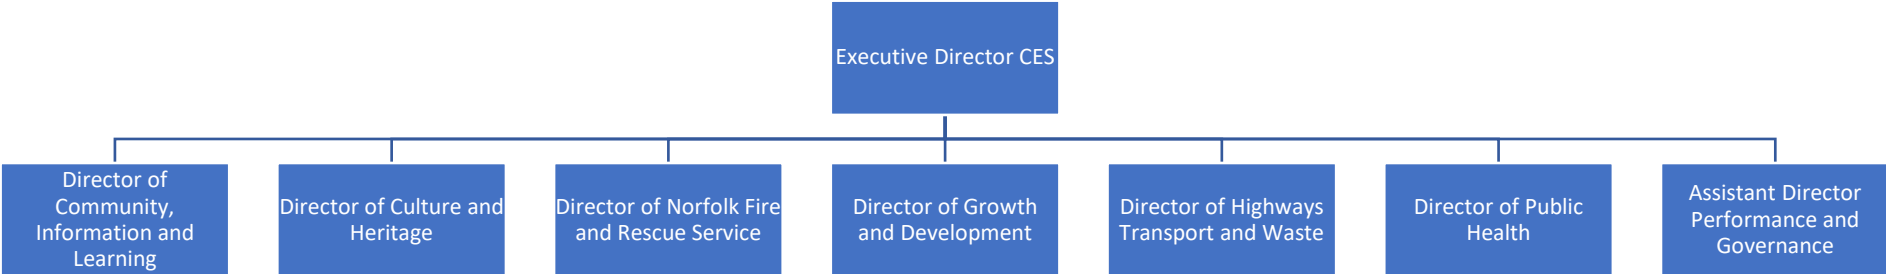 Executive Director CES
Director of
Community,
Information and
Learning
Director of Culture and
Heritage
Director of Norfolk Fire
and Rescue Service
Director of Growth
and Development
Director of Highways
Transport and Waste
Director of Public
Health
Assistant Director
Performance and
Governance